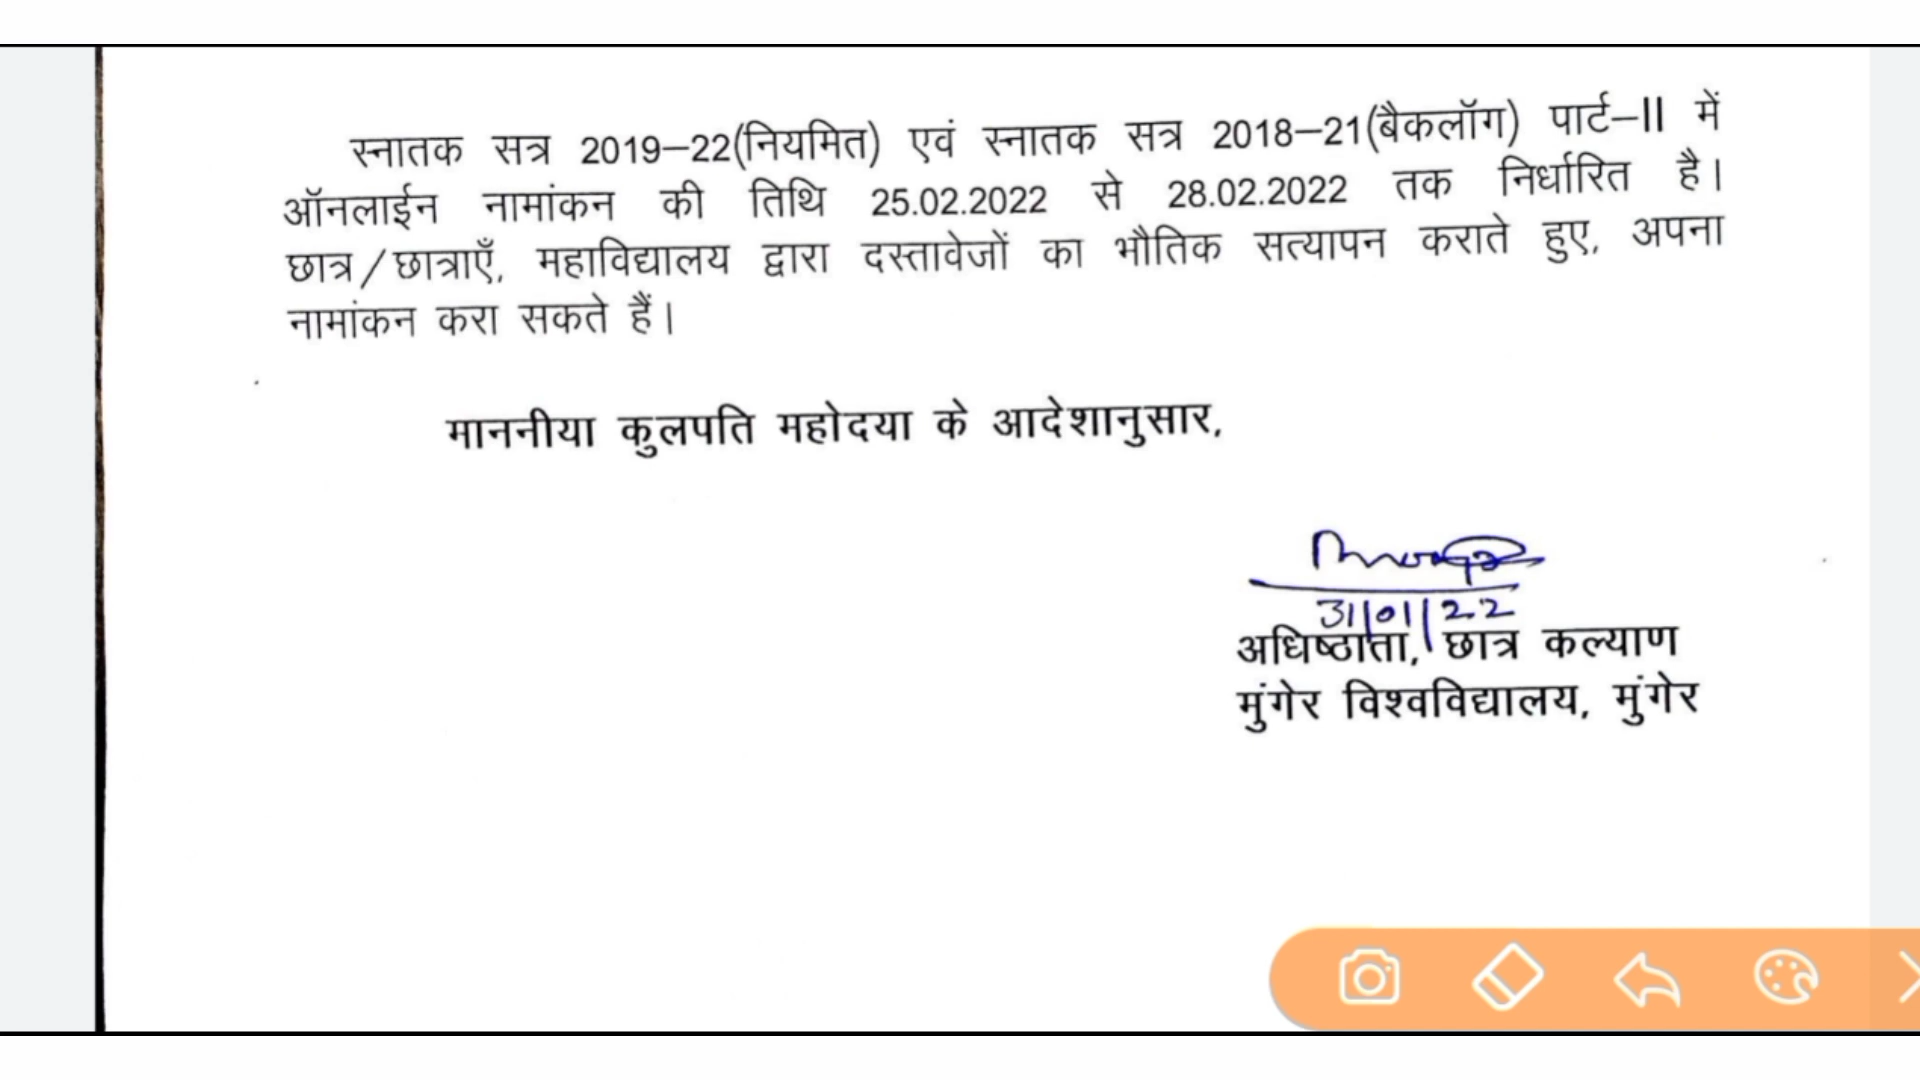 स्नातक सत्र 2019–22(नियमित) एवं स्नातक सत्र 2018–21(बैकलॉग) पार्ट–II में
ऑनलाईन नामांकन की तिथि 25.02.2022 से 28.02.2022 तक निर्धारित है।
छात्र/छात्राएँ, महाविद्यालय द्वारा दस्तावेजों का भौतिक सत्यापन कराते हुए, अपना
नामांकन करा सकते हैं।
माननीया कुलपति महोदया के आदेशानुसार,
31/01/22
अधिष्ठाता, छात्र कल्याण
मुंगेर विश्वविद्यालय, मुंगेर